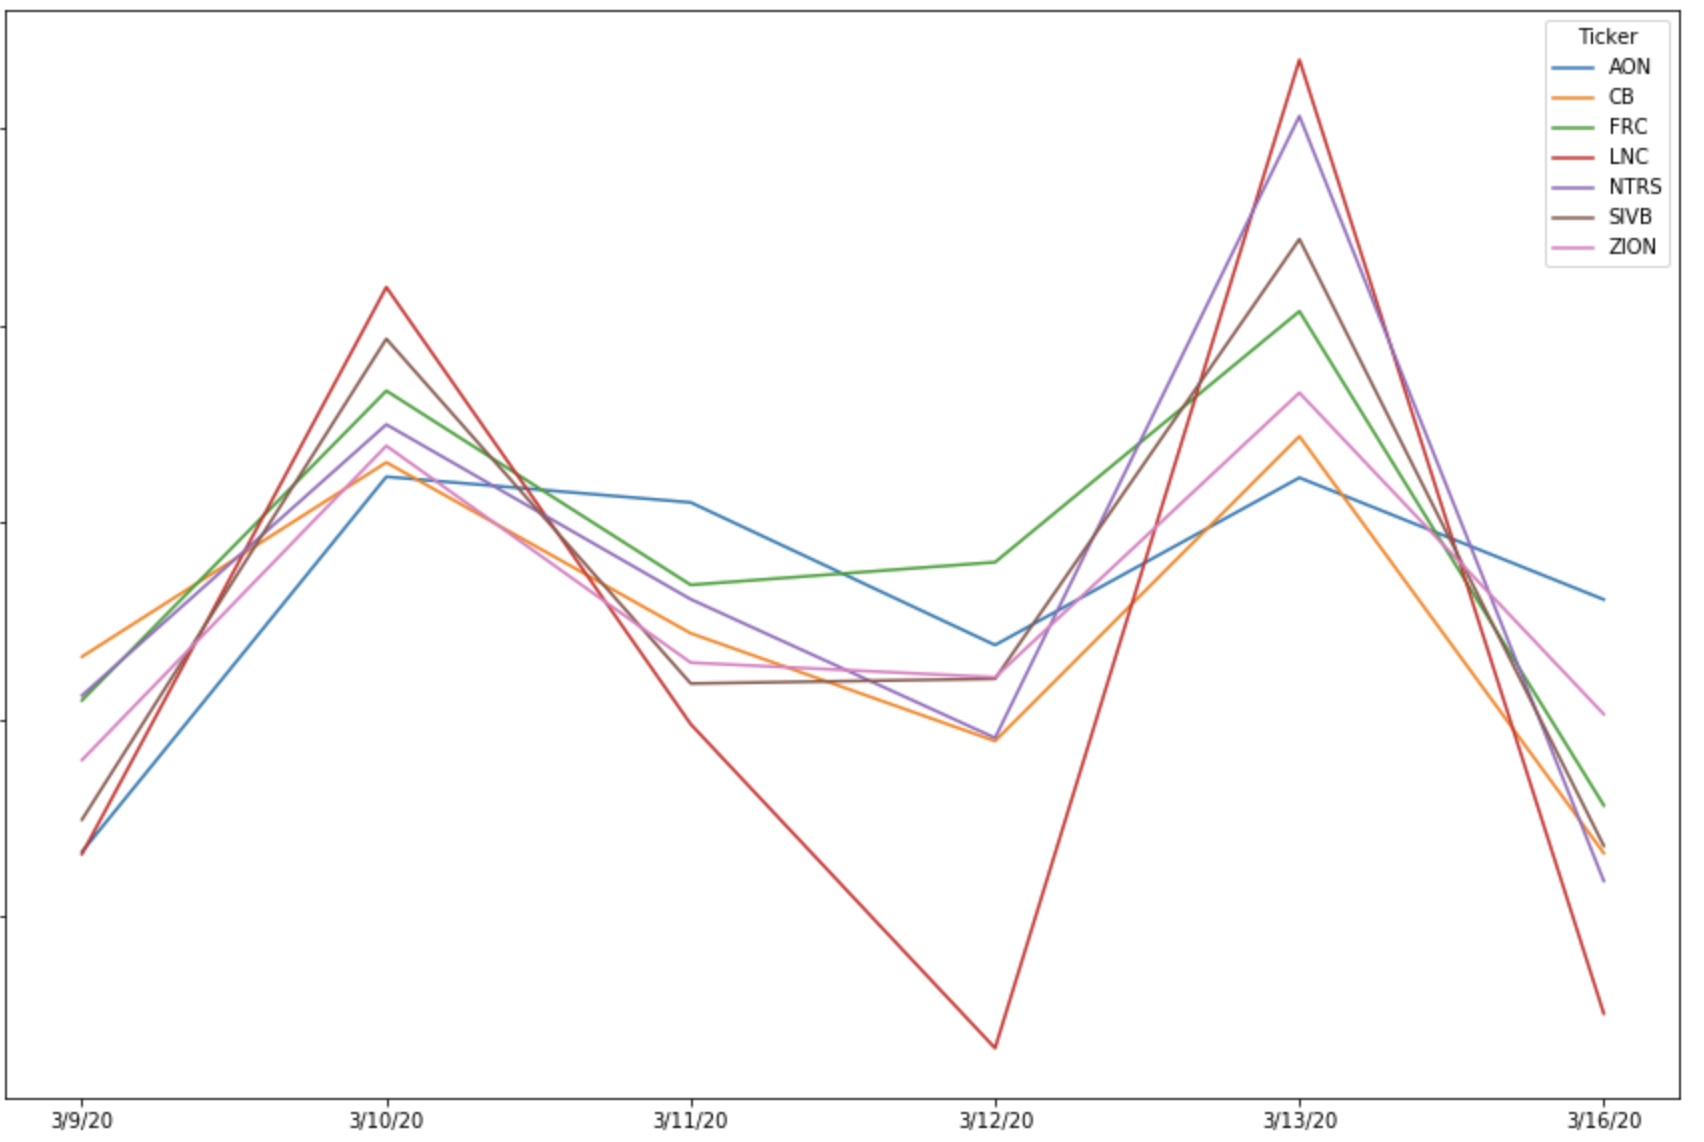 Ticker
AON
CB
FRC
LNC
NTRS
SIVB
ZION
3/9/20 3/10/20 3/11/20 3/12/20 3/13/20 3/16/20